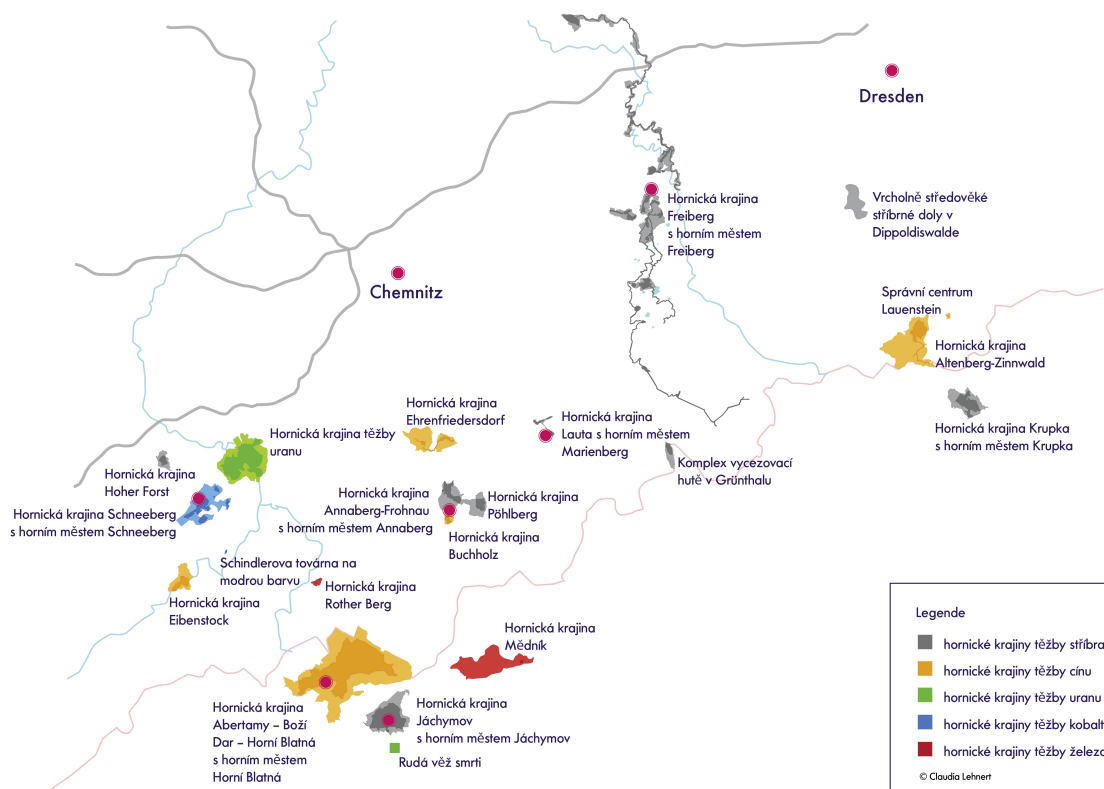 Dresden
Hornická krajina
Freiberg
s horním městem
Freiberg
Vrcholně středověké
stříbrné doly v
Dippoldiswalde
Chemnitz
Správní centrum
Lauenstein
Hornická krajina
Altenberg-Zinnwald
Hornická krajina Krupka
s horním městem Krupka
Hornická krajina
Ehrenfriedersdorf
Hornická krajina
Lauta s horním městem
Marienberg
Hornická krajina těžby
uranu
Komplex vycezovací
hutě v Grünthalu
Hornická krajina
Hoher Forst
Hornická krajina Schneeberg
s horním městem Schneeberg
Hornická krajina
Annaberg-Frohnau
s horním městem Annaberg
Hornická krajina
Pöhlberg
Hornická krajina
Buchholz
Schindlerova továrna na
modrou barvu
Hornická krajina
Eibenstock
Hornická krajina
Rother Berg
Hornická krajina
Mědník
Hornická krajina
Abertamy – Boží
Dar – Horní Blatná
s horním městem
Horní Blatná
Hornická krajina
Jáchymov
s horním městem Jáchymov
Rudá věž smrti
Legende
hornické krajiny těžby stříbra
hornické krajiny těžby cínu
hornické krajiny těžby uranu
hornické krajiny těžby kobalt
hornické krajiny těžby železa
© Claudia Lehnert